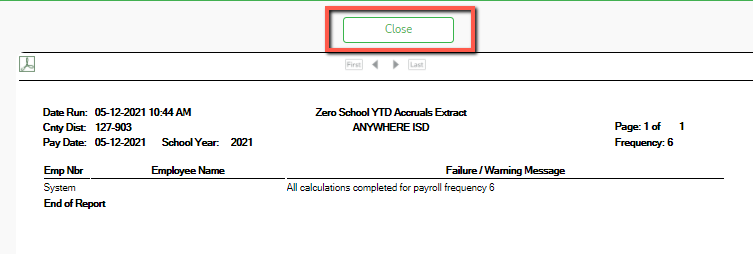 Close
First Last
Date Run: 05-12-2021 10:44 AM Zero School YTD Accruals Extract
Cnty Dist: 127-903 ANYWHERE ISD Page: 1 of 1
Pay Date: 05-12-2021 School Year: 2021 Frequency: 6
Emp Nbr Employee Name Failure / Warning Message
System All calculations completed for payroll frequency 6
End of Report